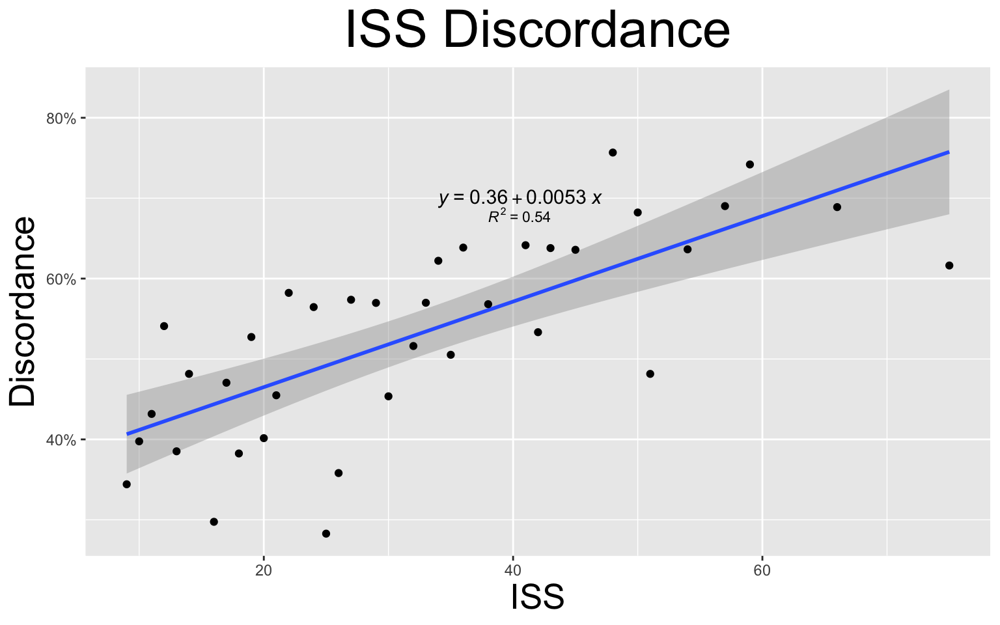 ISS Discordance
Discordance
80%
60%
40%
y = 0.36 + 0.0053 x
R² = 0.54
20 40 60
ISS